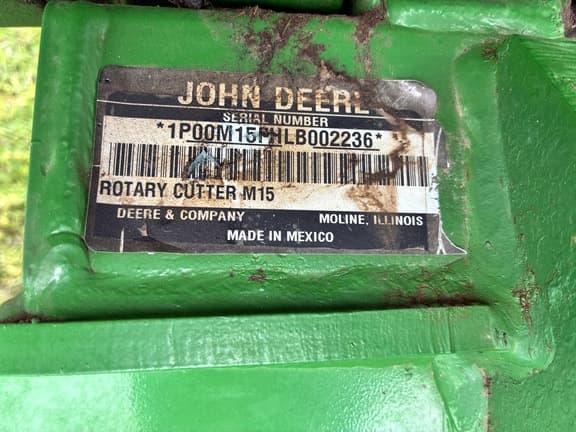 JOHN DEERE
SERIAL NUMBER
*1P00M15PHLB002236*
ROTARY CUTTER M15
DEERE & COMPANY MOLINE, ILLINOIS
MADE IN MEXICO